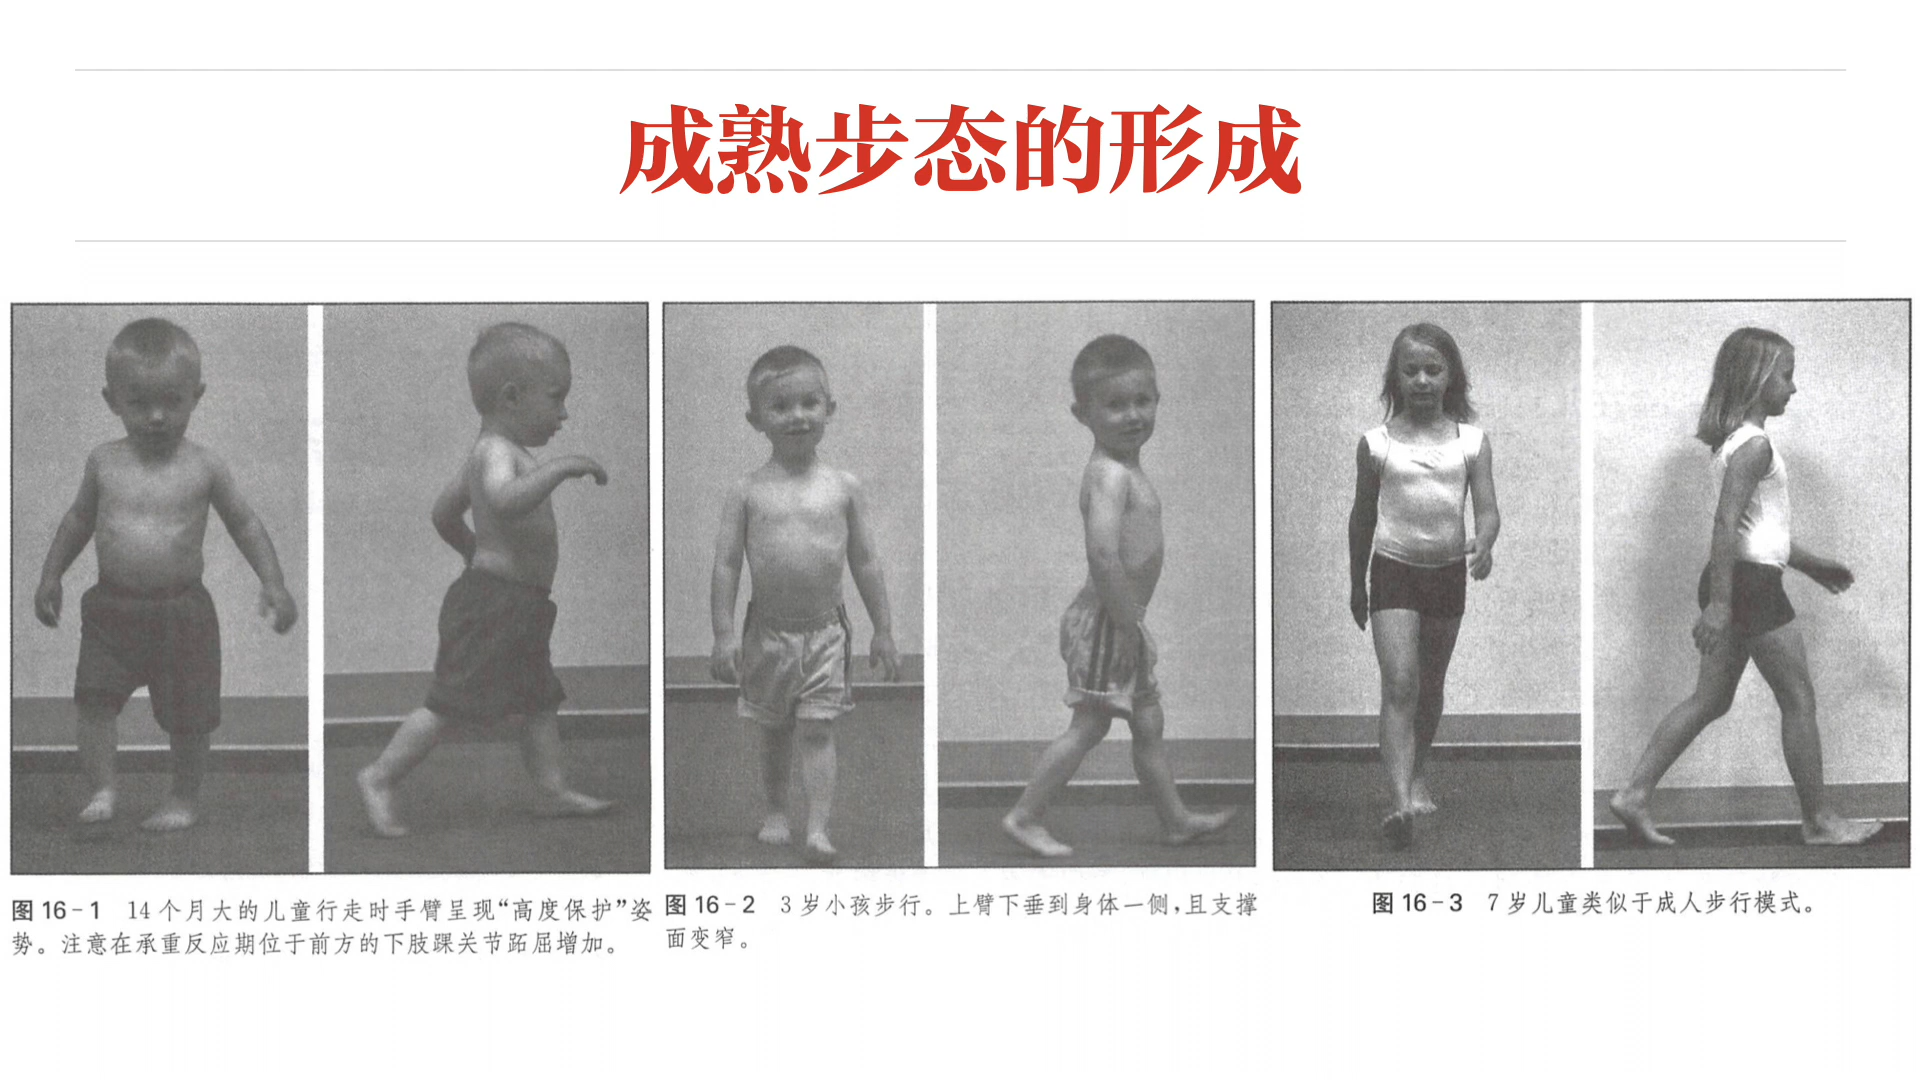 成熟步态的形成
图 16-1 14 个月大的儿童行走时手臂呈现“高度保护”姿
势。注意在承重反应期位于前方的下肢踝关节跖屈增加。
图 16-2 3 岁小孩步行。上臂下垂到身体一侧,且支撑
面变窄。
图 16-3 7 岁儿童类似于成人步行模式。